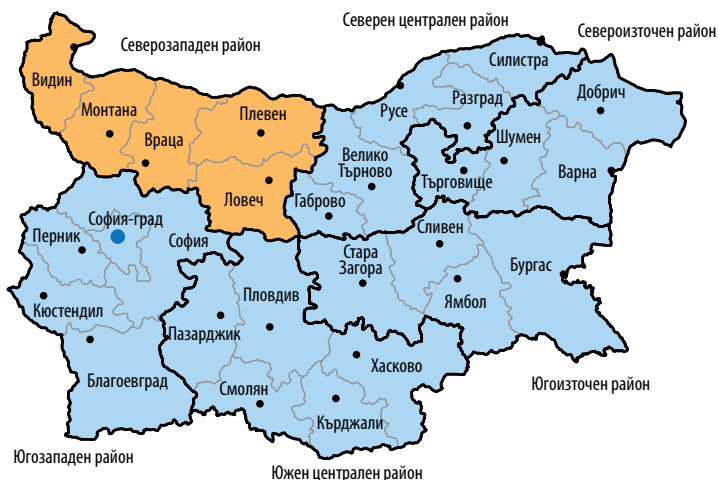 Северен централен район
Североизточен район
Северозападен район
Силистра
Видин
Добрич
Монтана
Плевен
Русе
Разград
Враца
Шумен
Велико
Търново
Търговище
Варна
Ловеч
Габрово
София-град
Перник
София
Сливен
Стара
Загора
Бургас
Кюстендил
Пловдив
Ямбол
Пазарджик
Благоевград
Хасково
Смолян
Кърджали
Югоизточен район
Югозападен район
Южен централен район